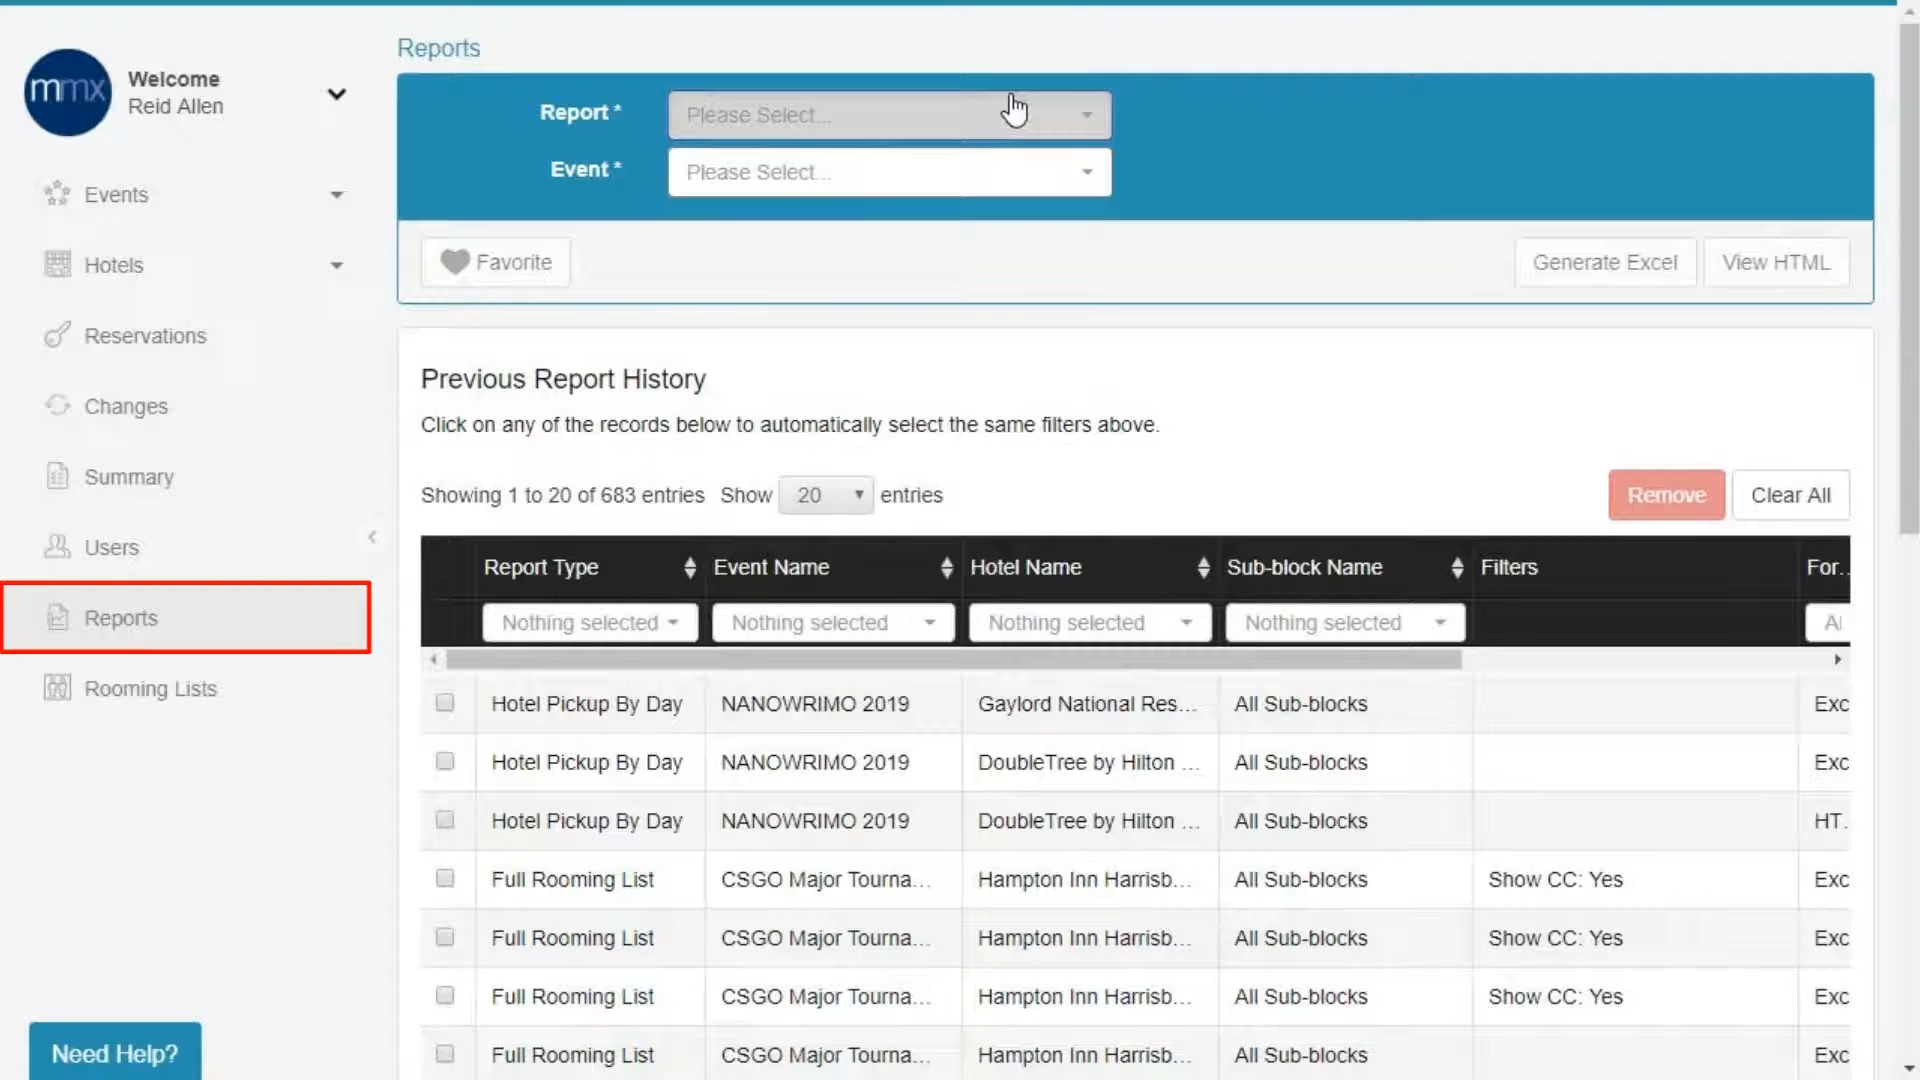 Reports
mmx
Welcome
Reid Allen
Report *
Please Select...
Event *
Please Select...
Events
Hotels
Reservations
Changes
Summary
Users
Reports
Rooming Lists
Need Help?
Favorite
Generate Excel
View HTML
Previous Report History
Click on any of the records below to automatically select the same filters above.
Showing 1 to 20 of 683 entries Show 20 entries
Remove
Clear All
Report Type Event Name Hotel Name Sub-block Name Filters For...
Nothing selected Nothing selected Nothing selected Nothing selected Al
Hotel Pickup By Day NANOWRIMO 2019 Gaylord National Res... All Sub-blocks Exc
Hotel Pickup By Day NANOWRIMO 2019 DoubleTree by Hilton ... All Sub-blocks Exc
Hotel Pickup By Day NANOWRIMO 2019 DoubleTree by Hilton ... All Sub-blocks HT...
Full Rooming List CSGO Major Tourna... Hampton Inn Harrisb... All Sub-blocks Show CC: Yes Exc
Full Rooming List CSGO Major Tourna... Hampton Inn Harrisb... All Sub-blocks Show CC: Yes Exc
Full Rooming List CSGO Major Tourna... Hampton Inn Harrisb... All Sub-blocks Show CC: Yes Exc
Full Rooming List CSGO Major Tourna... Hampton Inn Harrisb... All Sub-blocks Exc